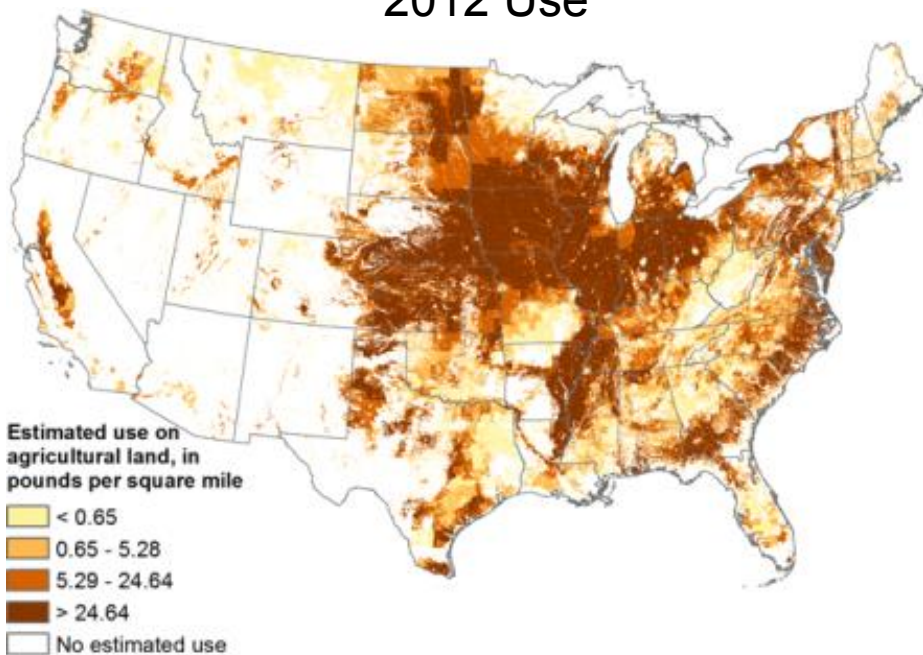 2012 Use
Estimated use on
agricultural land, in
pounds per square mile
< 0.65
0.65 - 5.28
5.29 - 24.64
> 24.64
No estimated use